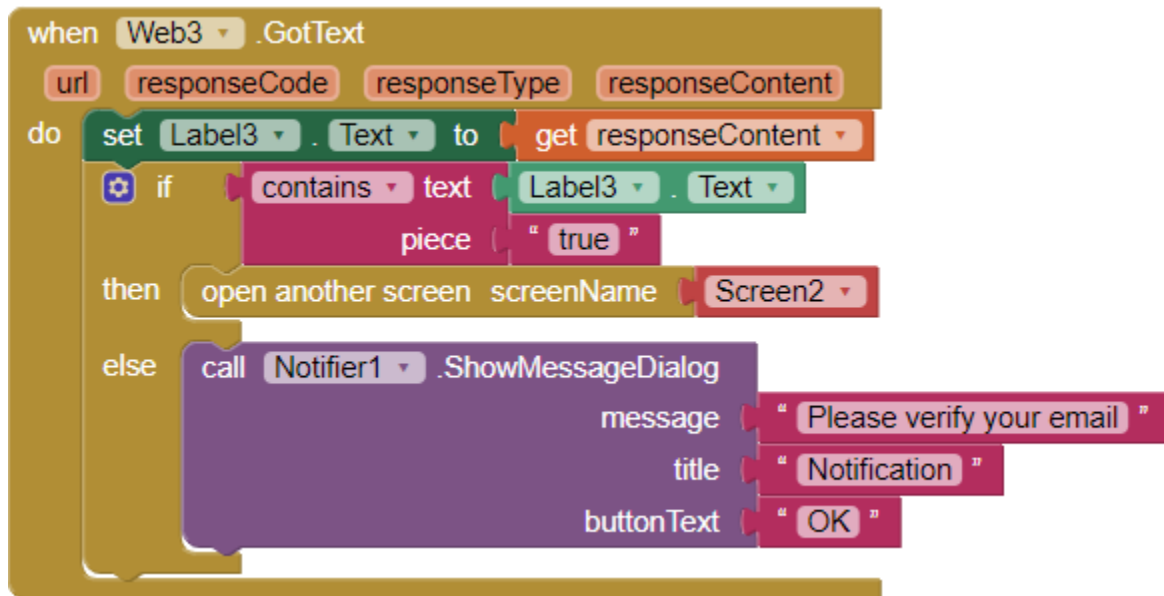 when Web3 .GotText
url responseCode responseType responseContent
do set Label3 . Text to get responseContent
if contains text Label3 . Text
piece " true "
then open another screen screenName Screen2
else call Notifier1 .ShowMessageDialog
message " Please verify your email "
title " Notification "
buttonText " OK "